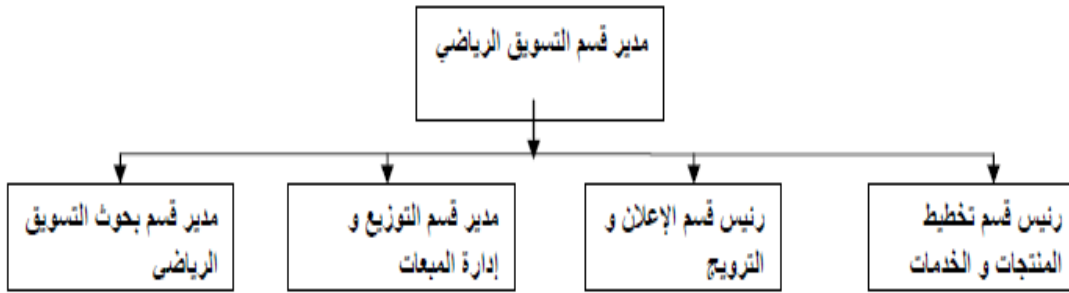 مدير قسم التسويق الرياضي
رئيس قسم تخطيط
المنتجات و الخدمات
رئيس قسم الإعلان و
الترويج
مدير قسم التوزيع و
إدارة المبعات
مدير قسم بحوث التسويق
الرياضي